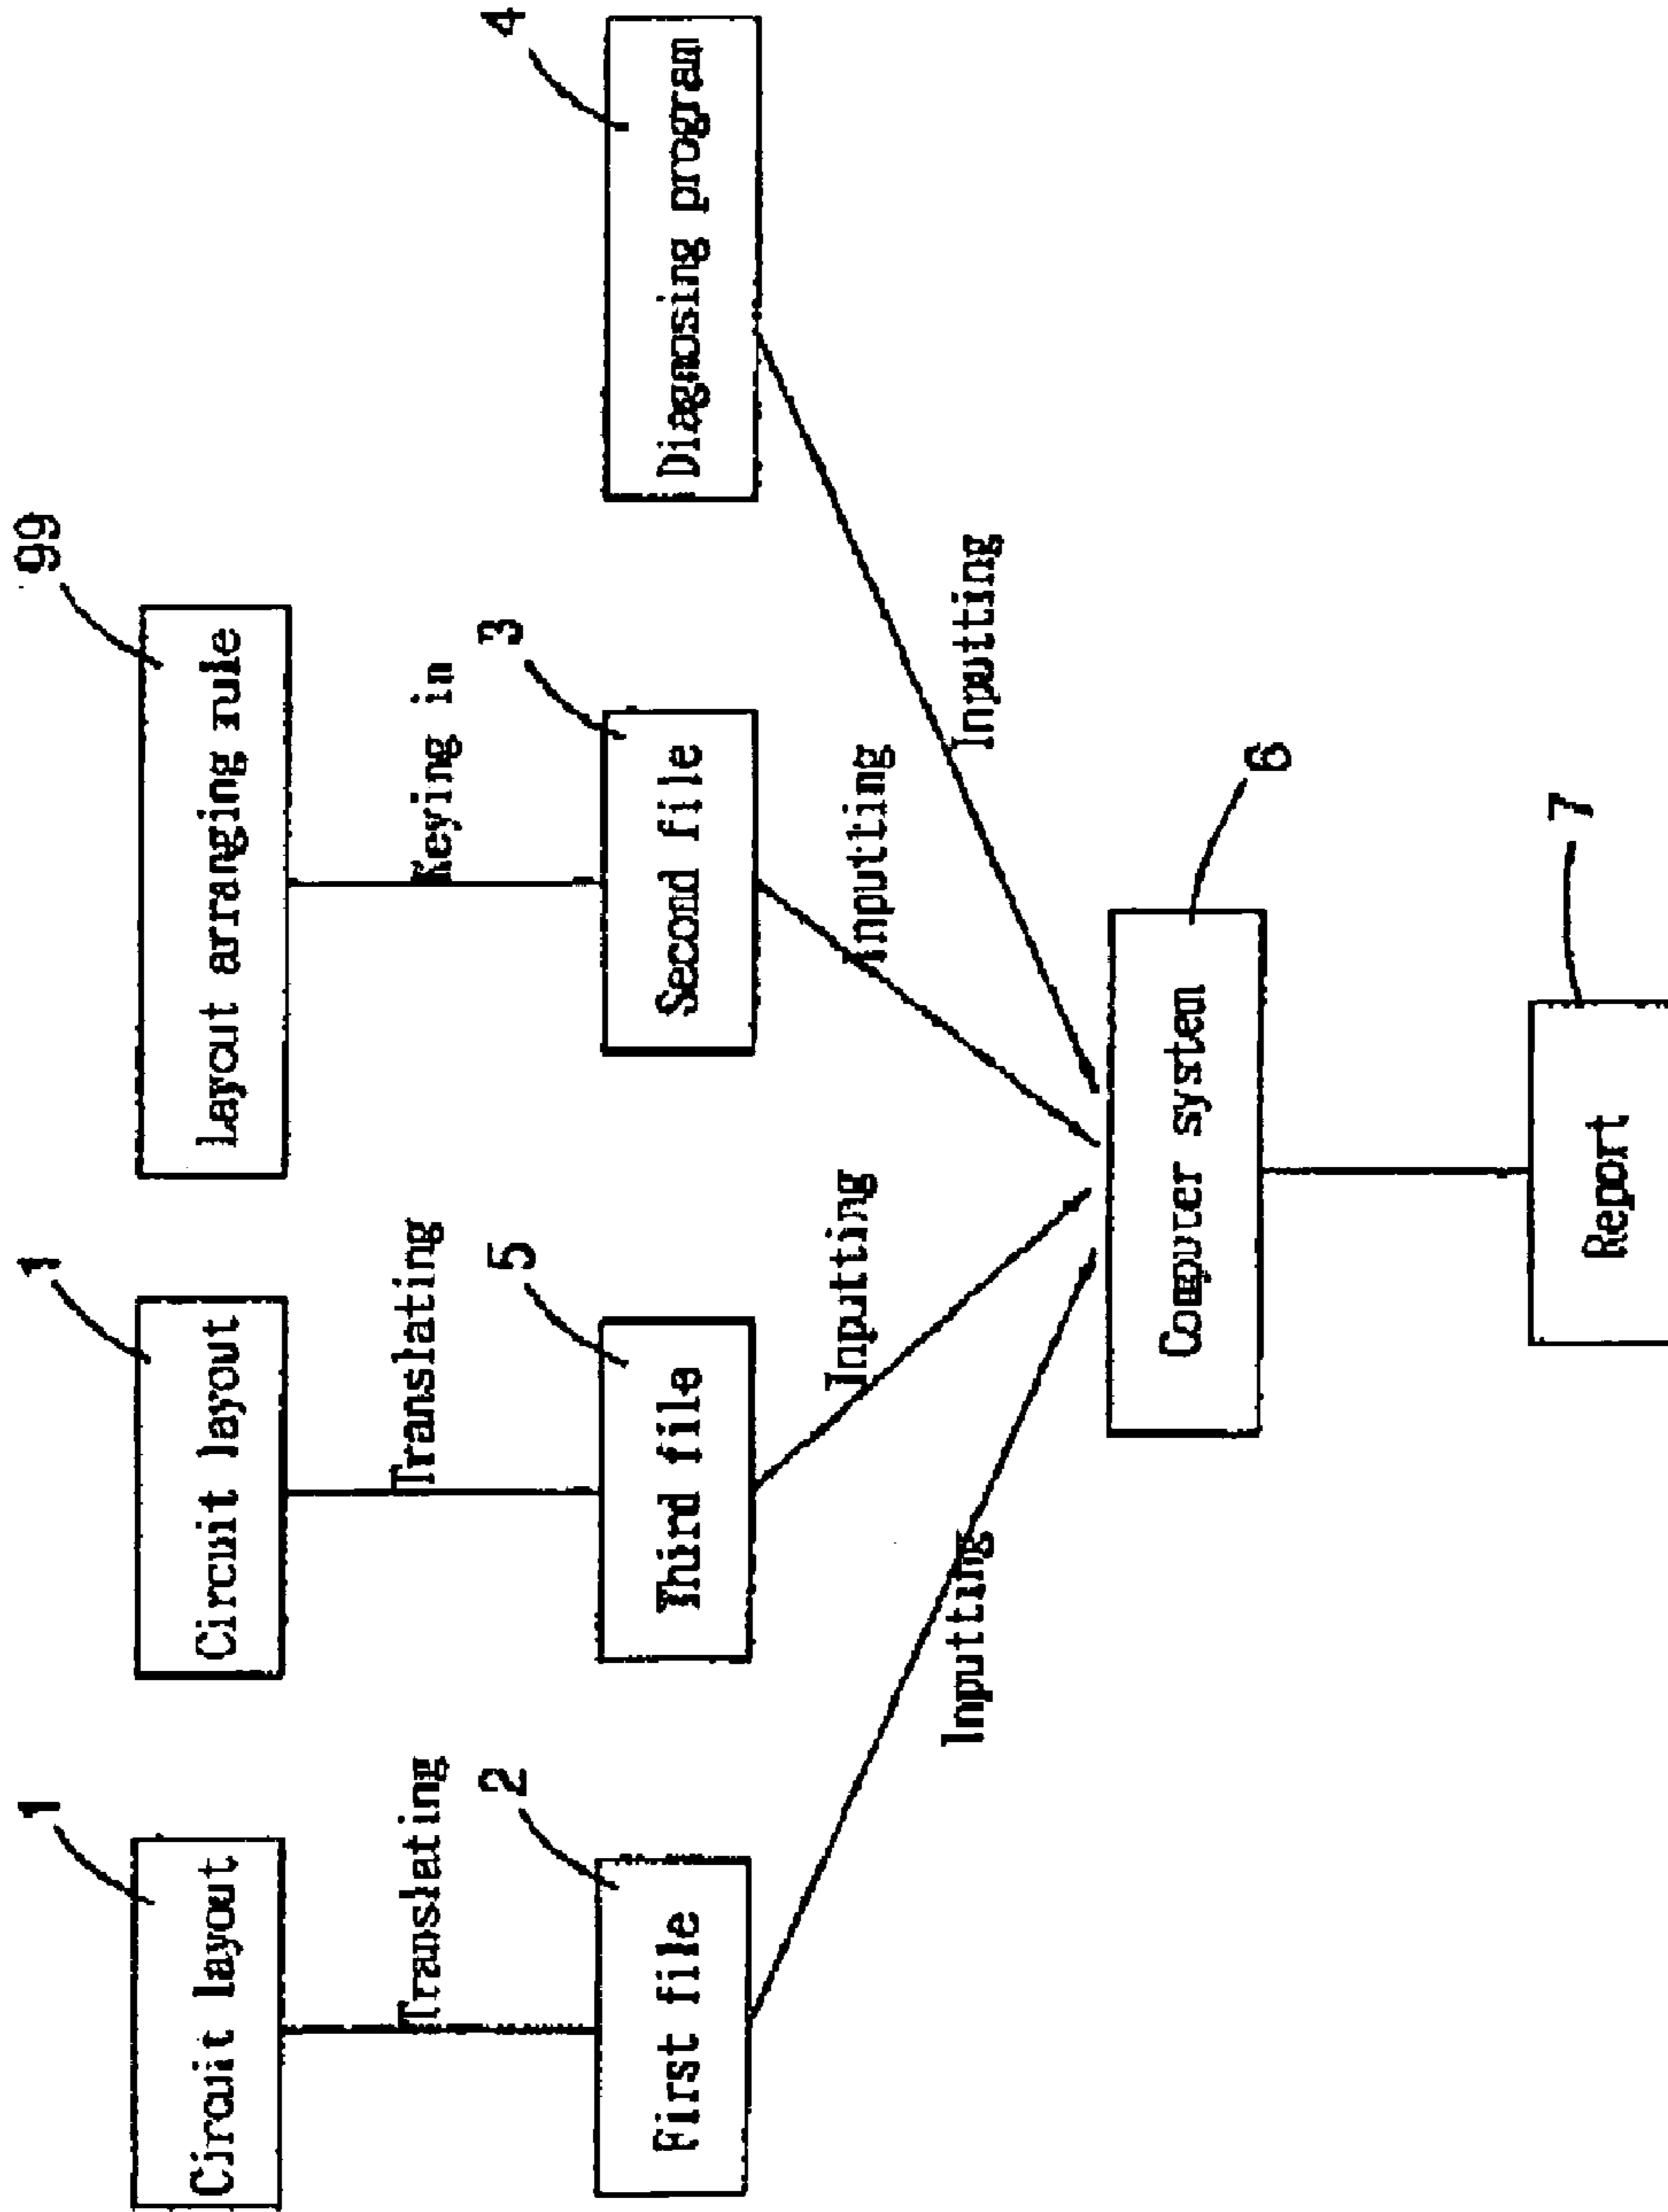 1
1
99
Circuit layout
Circuit layout
Layout arranging rule
Translating
Translating
Keying in
2
5
3
4
First file
Third file
Second file
Diagnosing program
Inputting
Inputting
Inputting
Inputting
6
Computer system
7
Report